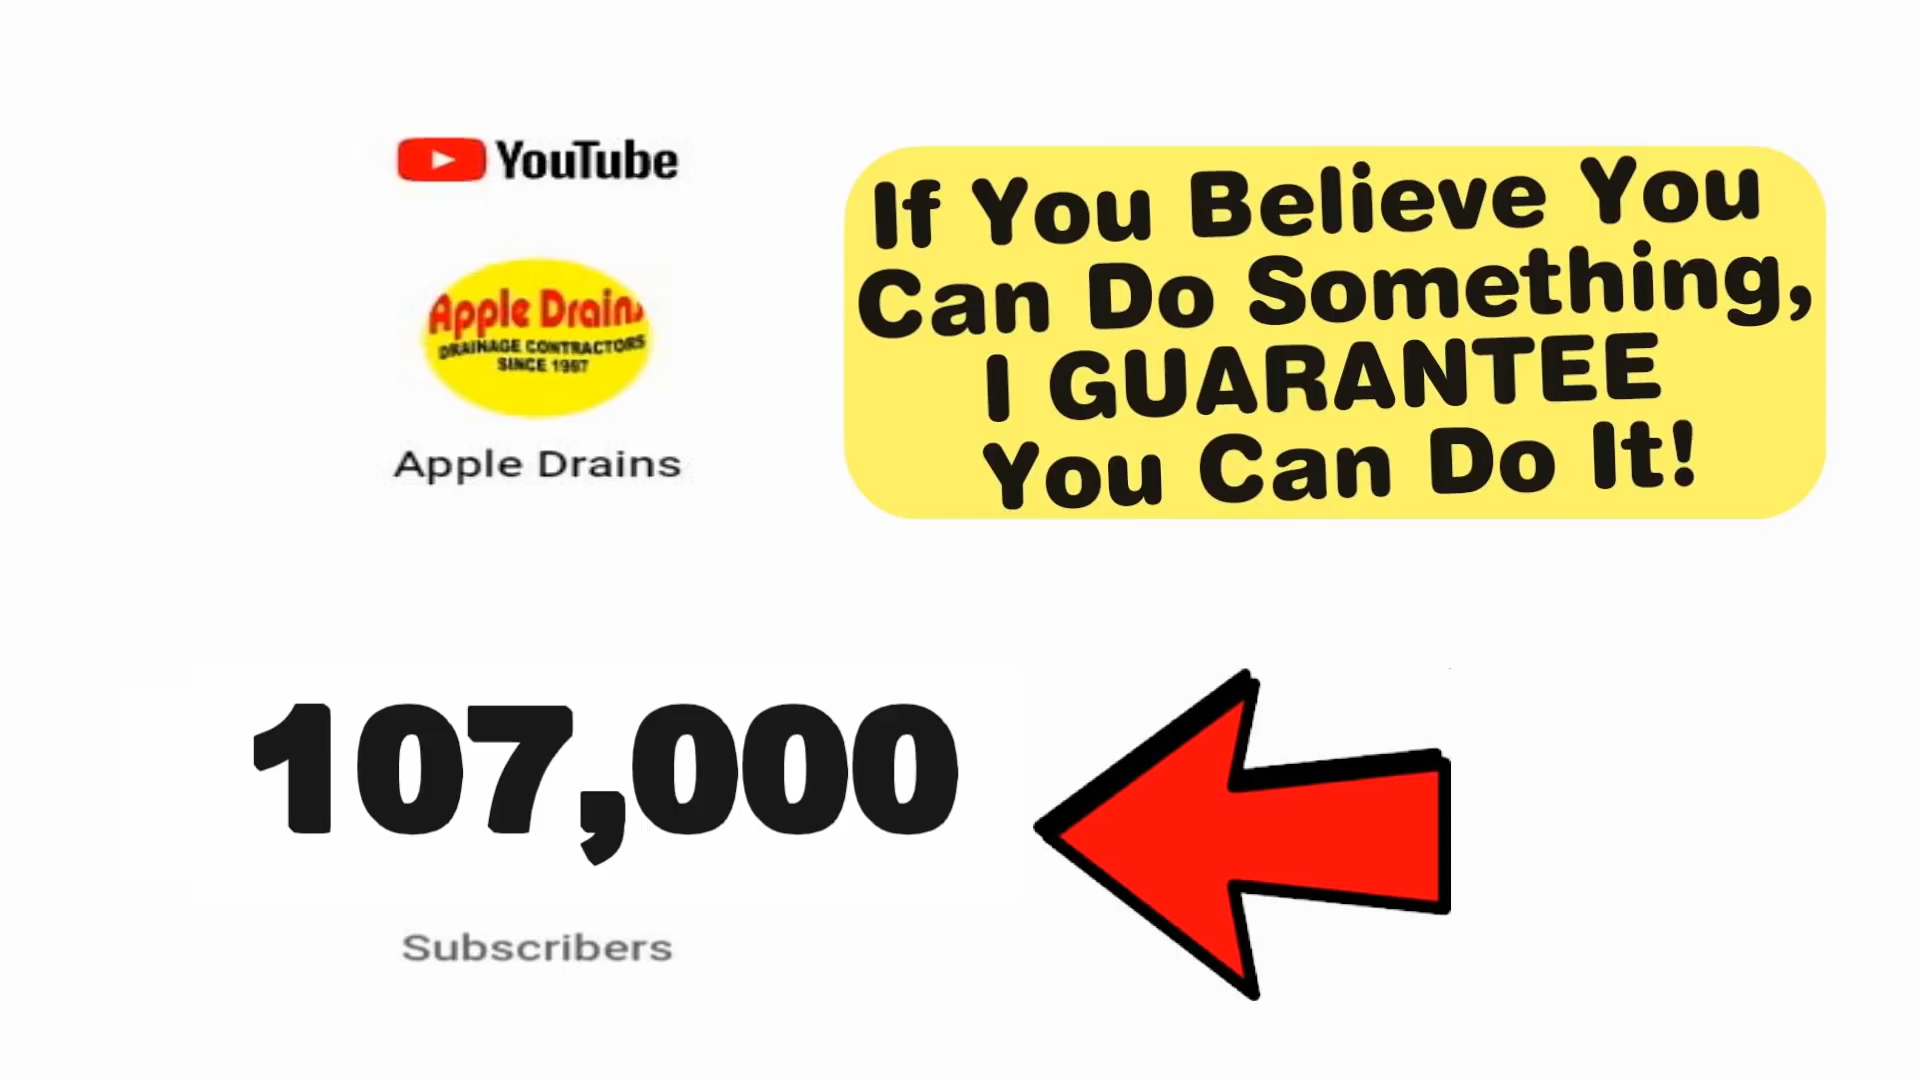 YouTube
Apple Drains
DRAINAGE CONTRACTORS
SINCE 1997
Apple Drains
If You Believe You
Can Do Something,
I GUARANTEE
You Can Do It!
107,000
Subscribers